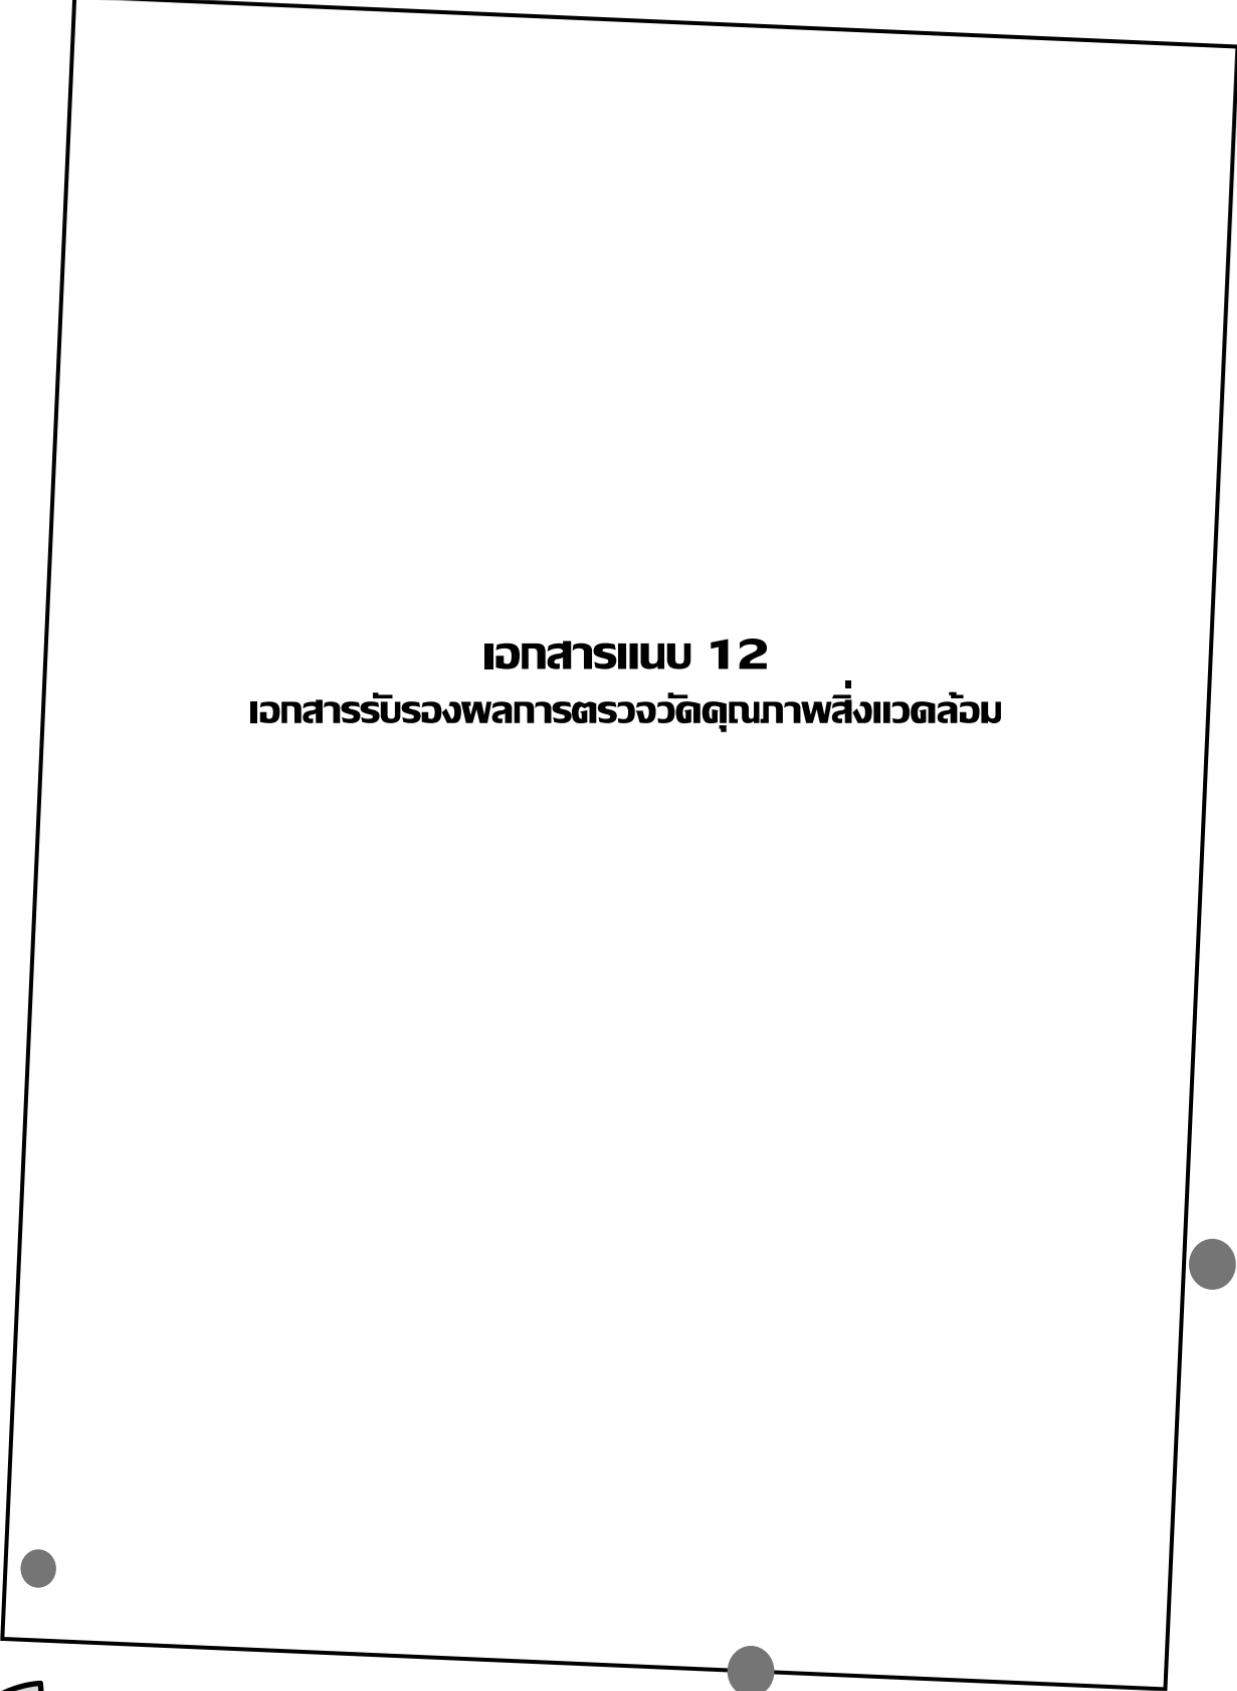 เอกสารแนบ 12
เอกสารรับรองผลการตรวจวัดคุณภาพสิ่งแวดล้อม